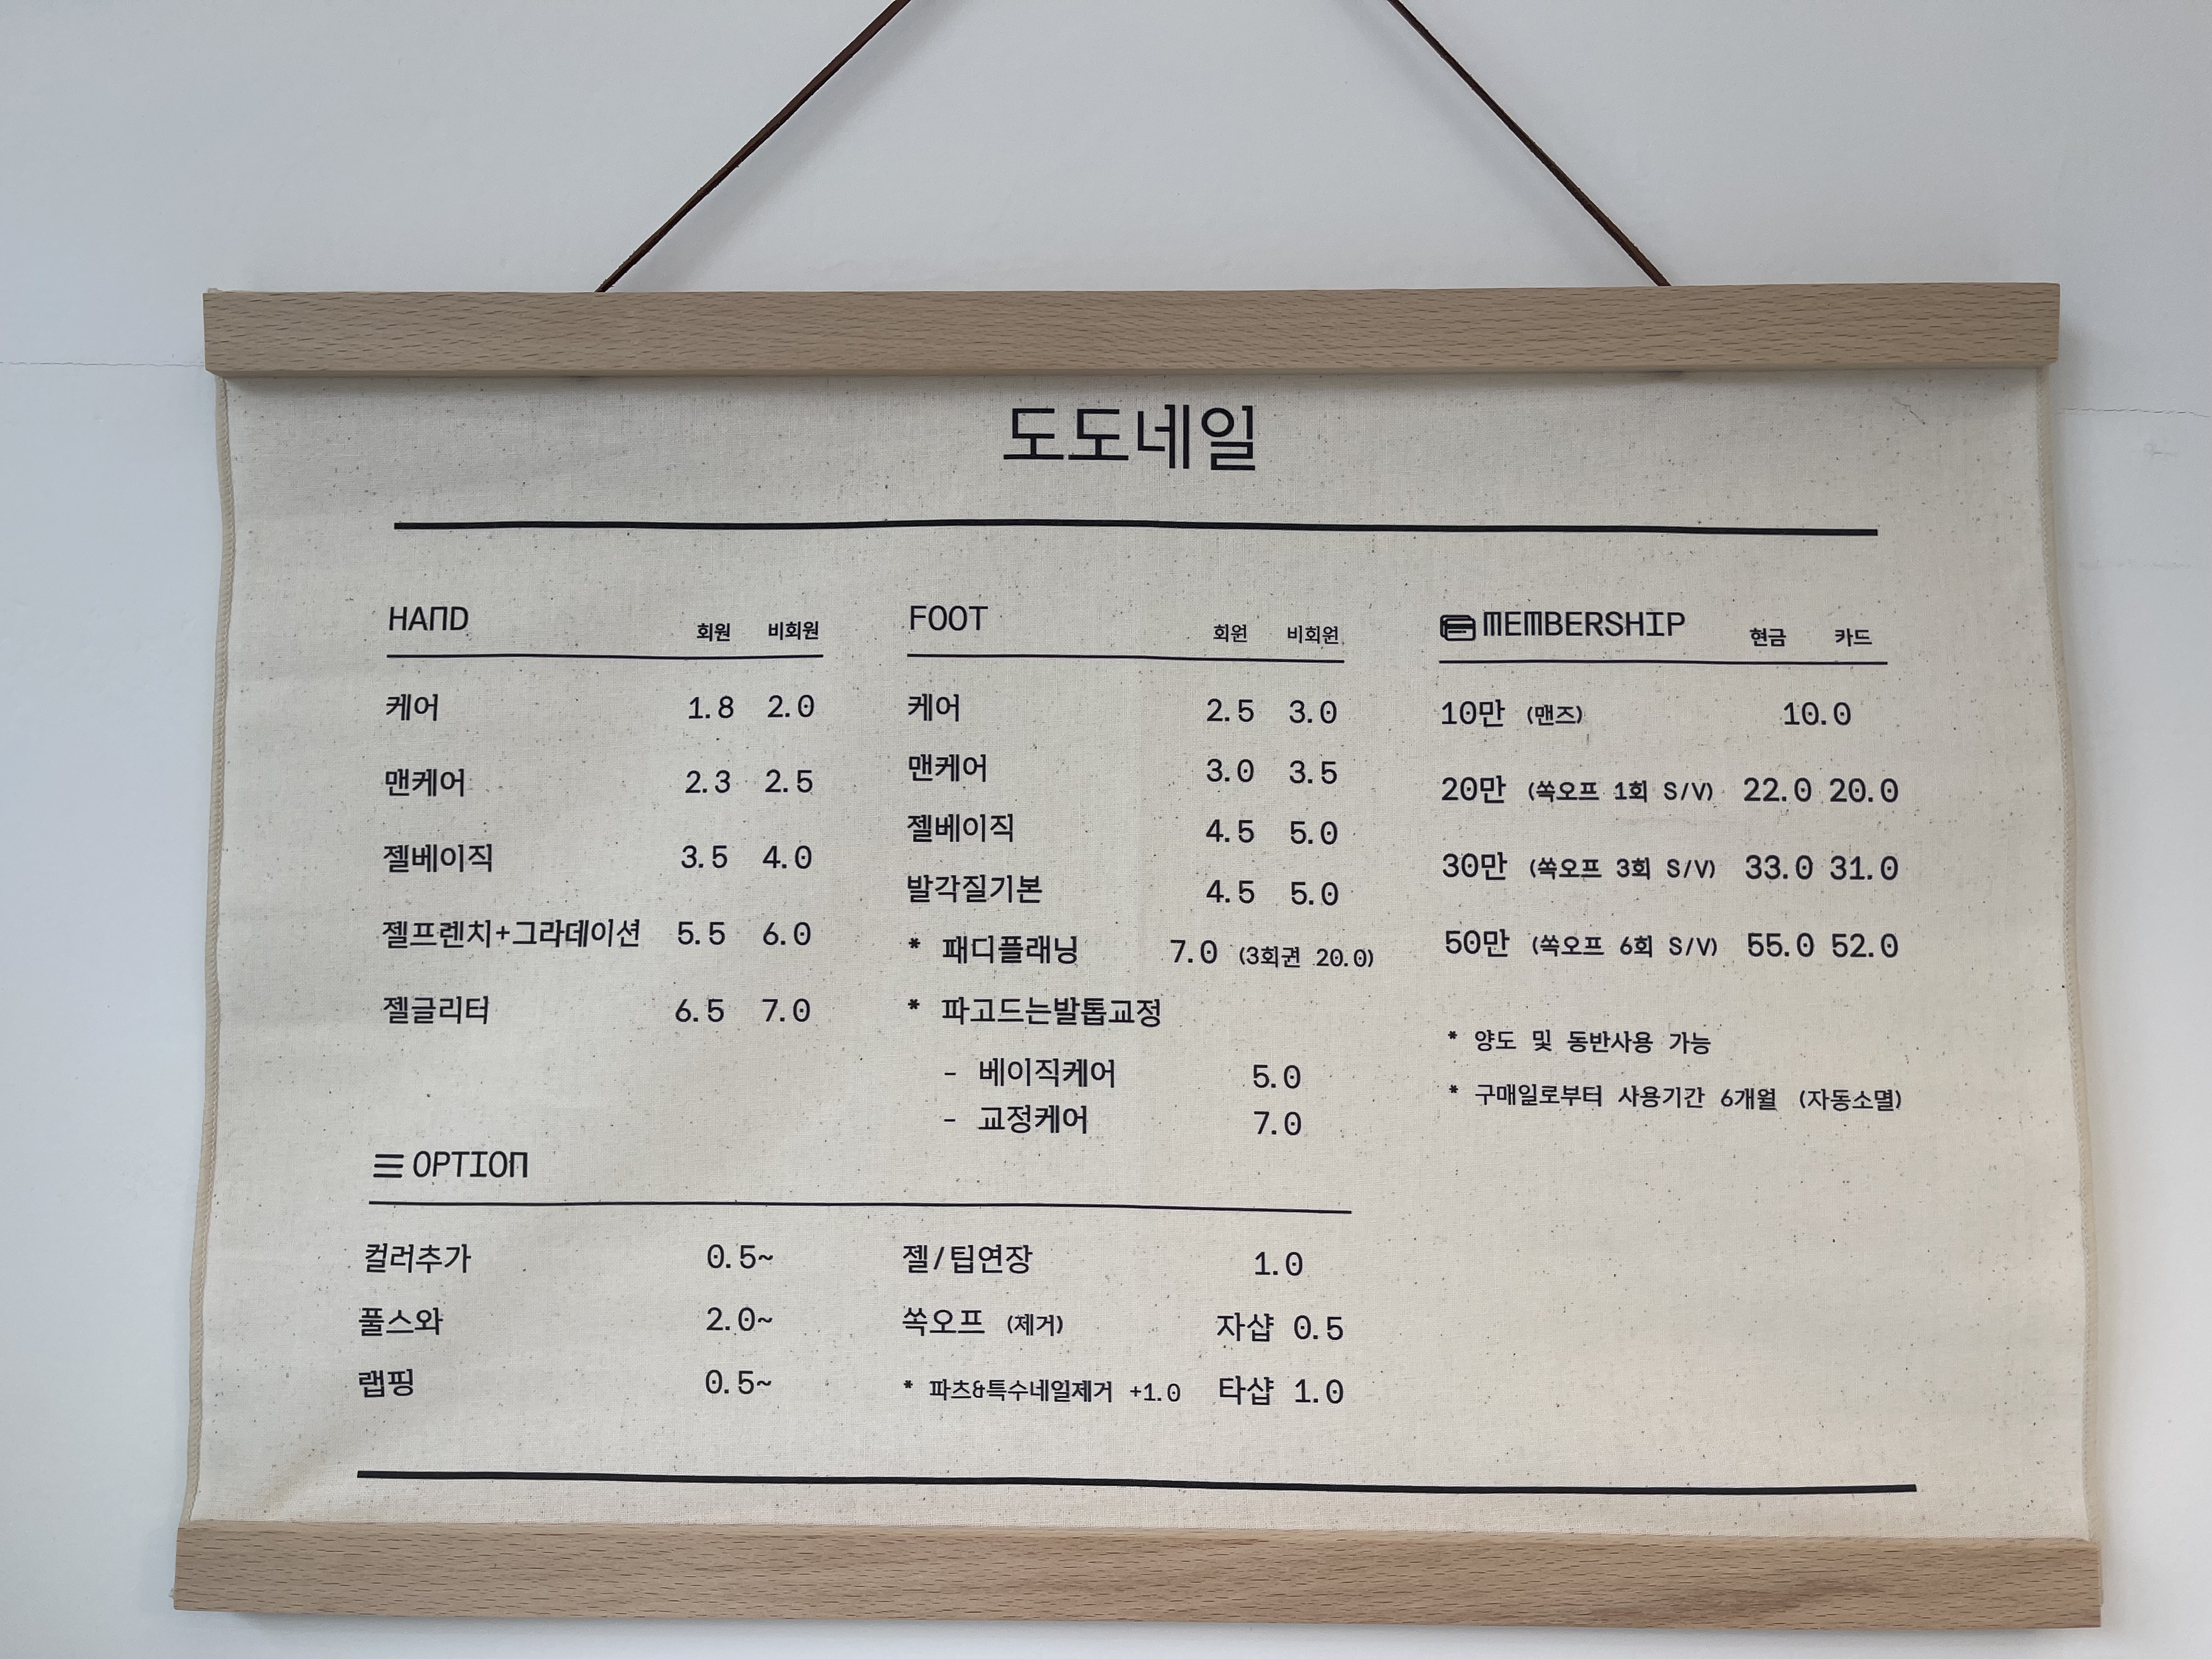 도도네일
HAND 회원 비회원
케어 1.8 2.0
맨케어 2.3 2.5
젤베이직 3.5 4.0
젤프렌치+그라데이션 5.5 6.0
젤글리터 6.5 7.0
FOOT 회원 비회원
케어 2.5 3.0
맨케어 3.0 3.5
젤베이직 4.5 5.0
발각질기본 4.5 5.0
* 패디플래닝 7.0 (3회권 20.0)
* 파고드는발톱교정
- 베이직케어 5.0
- 교정케어 7.0
MEMBERSHIP 현금 카드
10만 (맨즈) 10.0
20만 (쏙오프 1회 S/V) 22.0 20.0
30만 (쏙오프 3회 S/V) 33.0 31.0
50만 (쏙오프 6회 S/V) 55.0 52.0
* 양도 및 동반사용 가능
* 구매일로부터 사용기간 6개월 (자동소멸)
OPTION
컬러추가 0.5~
풀스와 2.0~
랩핑 0.5~
젤/팁연장 1.0
쏙오프 (제거) 자샵 0.5
* 파츠&특수네일제거 +1.0 타샵 1.0